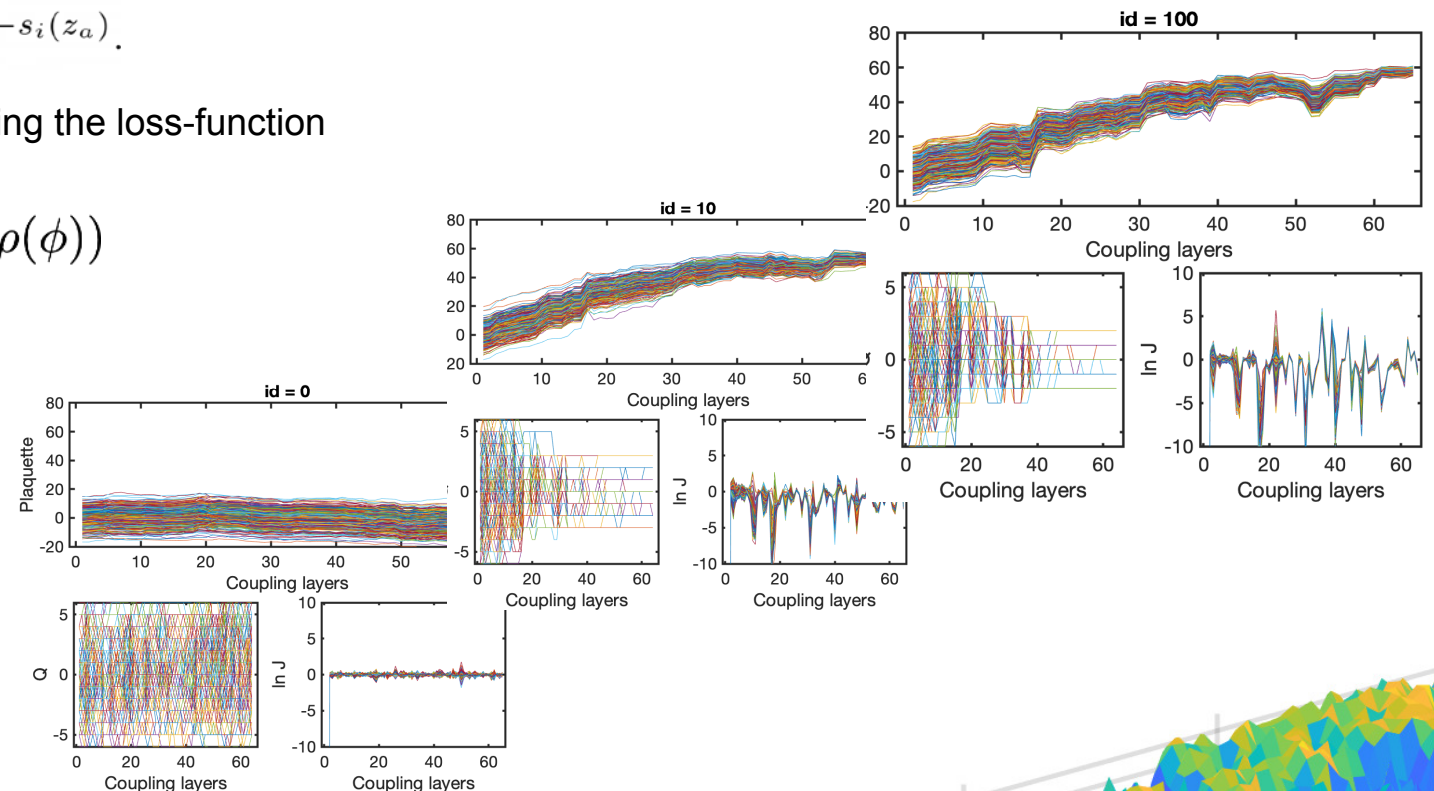 −s_i(z_a).
ing the loss-function
ρ(φ))
id = 100
80
60
40
20
0
-20
0 10 20 30 40 50 60
Coupling layers
5
0
-5
0 20 40 60
Coupling layers
ln J
10
5
0
-5
-10
0 20 40 60
Coupling layers
id = 10
80
60
40
20
0
20
0 10 20 30 40 50 6
Coupling layers
5
0
-5
0 20 40 60
Coupling layers
ln J
10
5
0
-5
-10
0 20 40 60
Coupling layers
id = 0
Plaquette
80
60
40
20
0
-20
0 10 20 30 40 50
Coupling layers
Q
5
0
-5
0 20 40 60
Coupling layers
ln J
10
5
0
-5
-10
0 20 40 60
Coupling layers